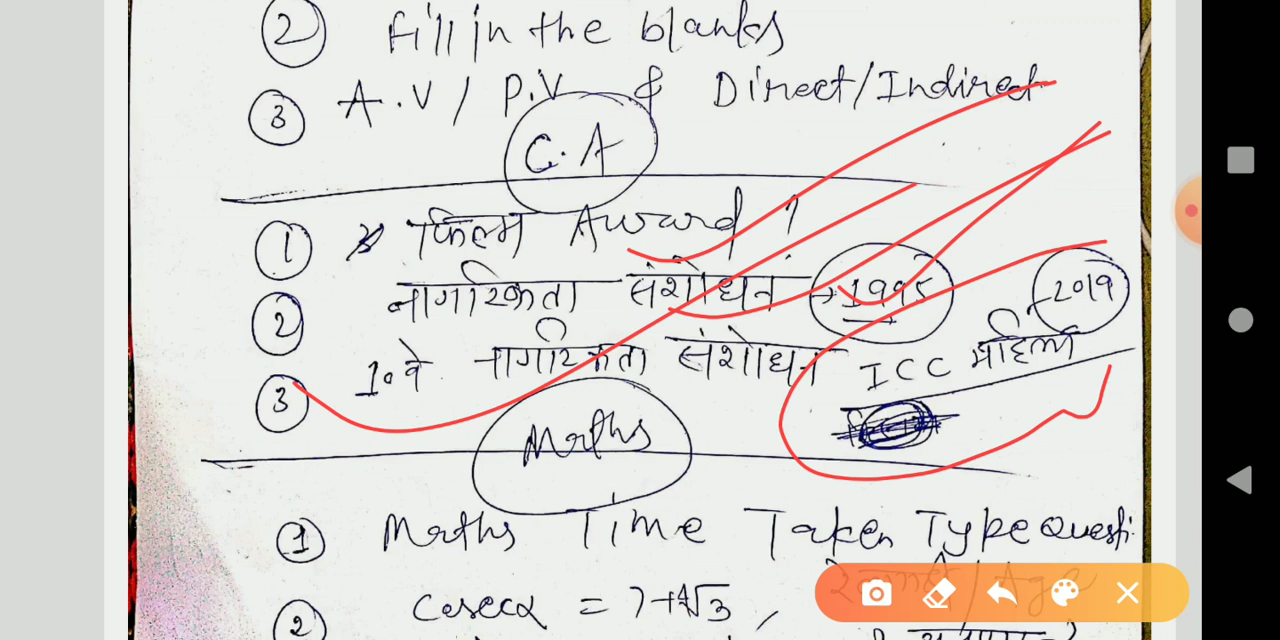 ② Fill in the blanks
③ A.V / P.V & Direct/Indirect
C.A
① फिल्म Award ?
② नागरिकता संशोधन → 1995 2019
③ 10वे नागरिकता संशोधन ICC महिला
Maths
① Maths Time Taken Type Questi.
② Cosecα = 7+4√3 ,